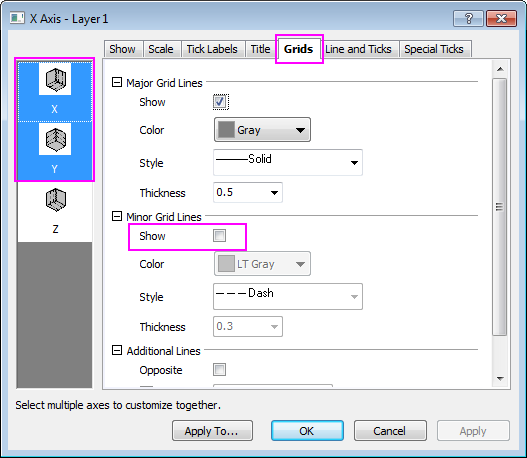 X Axis - Layer1
Show Scale Tick Labels Title Grids Line and Ticks Special Ticks
X
Y
Z
Major Grid Lines
Show
Color Gray
Style Solid
Thickness 0.5
Minor Grid Lines
Show
Color LT Gray
Style Dash
Thickness 0.3
Additional Lines
Opposite
Select multiple axes to customize together.
Apply To... OK Cancel Apply